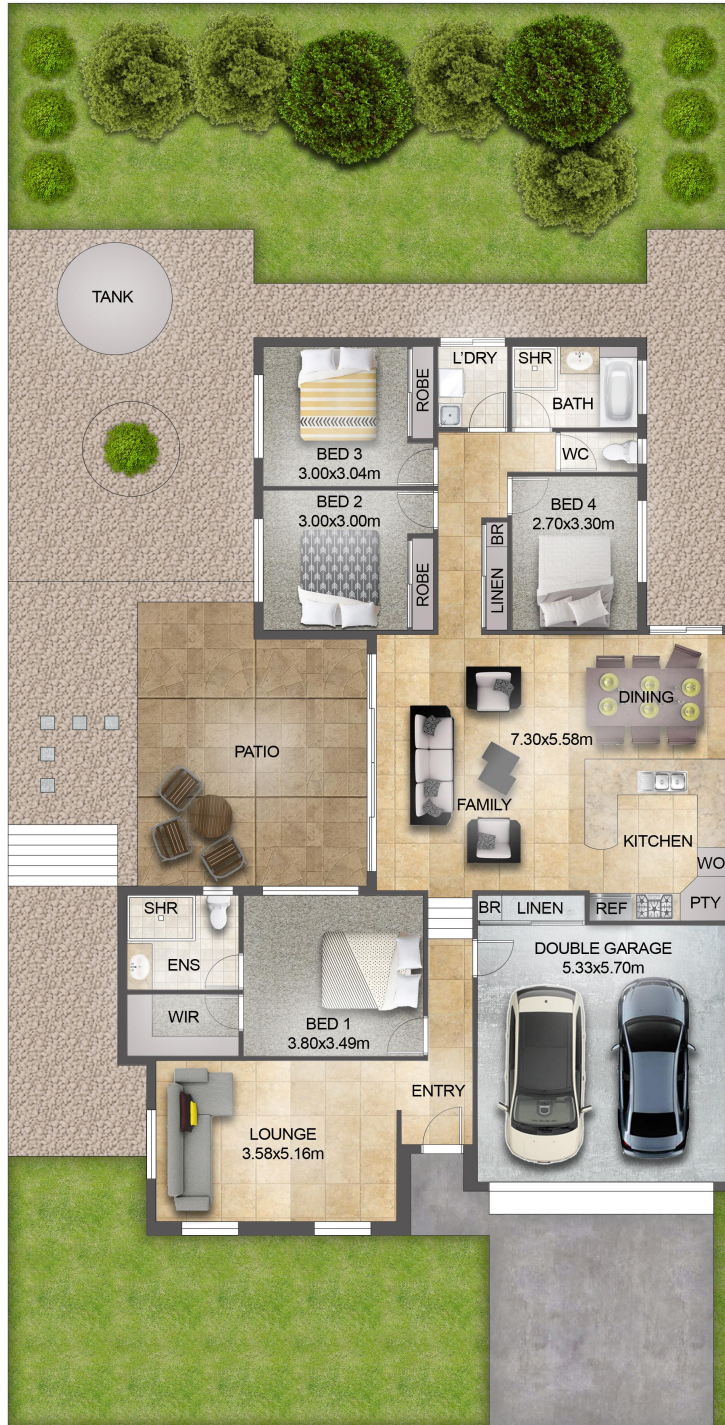 TANK
L'DRY
SHR
BATH
ROBE
BED 3
3.00x3.04m
WC
BED 2
3.00x3.00m
BED 4
2.70x3.30m
BR
LINEN
ROBE
DINING
7.30x5.58m
PATIO
FAMILY
KITCHEN
WO
PTY
SHR
BR
LINEN
REF
ENS
DOUBLE GARAGE
5.33x5.70m
WIR
BED 1
3.80x3.49m
ENTRY
LOUNGE
3.58x5.16m